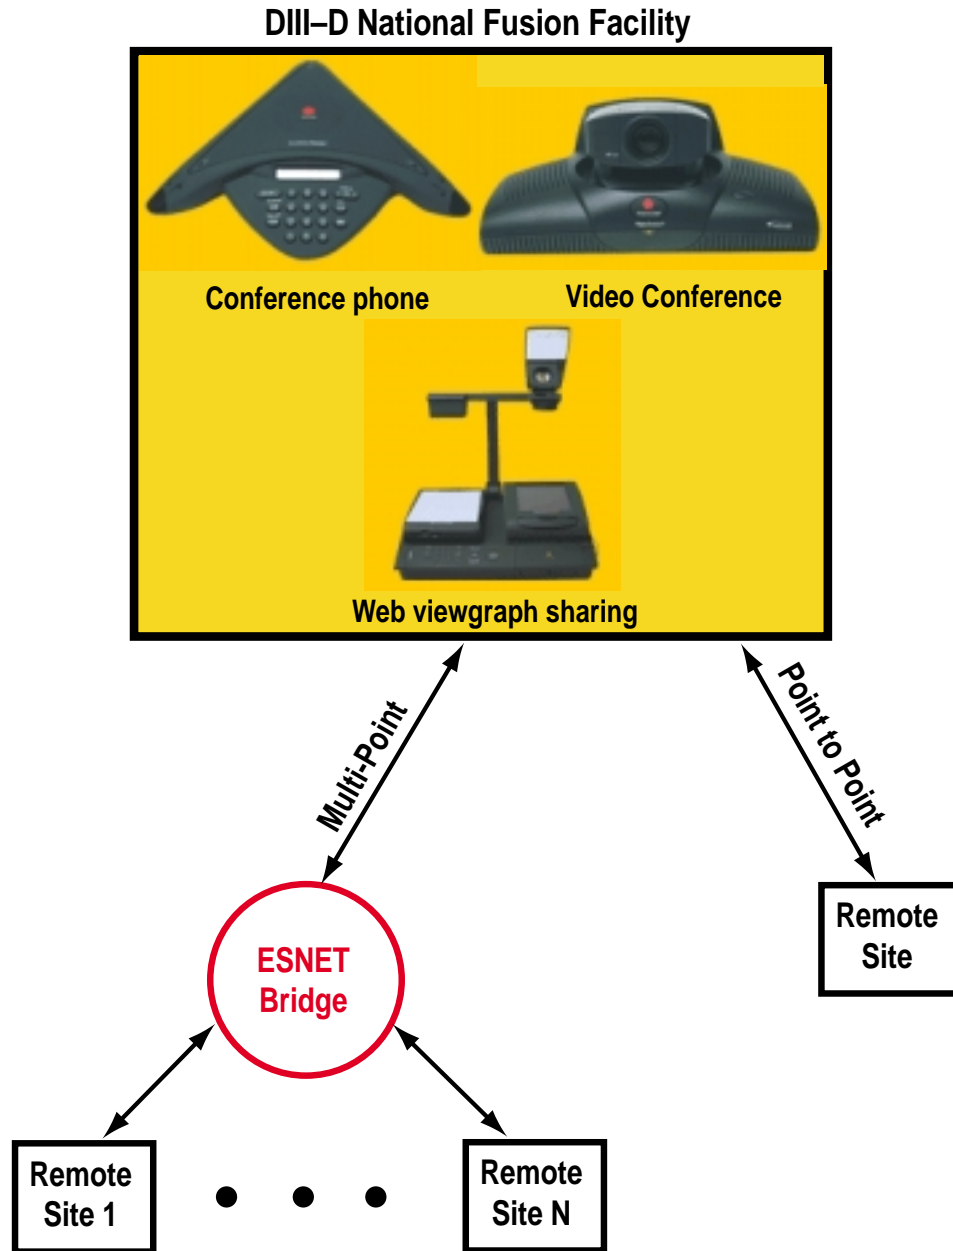 DIII–D National Fusion Facility
Conference phone
Video Conference
Web viewgraph sharing
Multi-Point
Point to Point
ESNET
Bridge
Remote
Site
Remote
Site 1
Remote
Site N